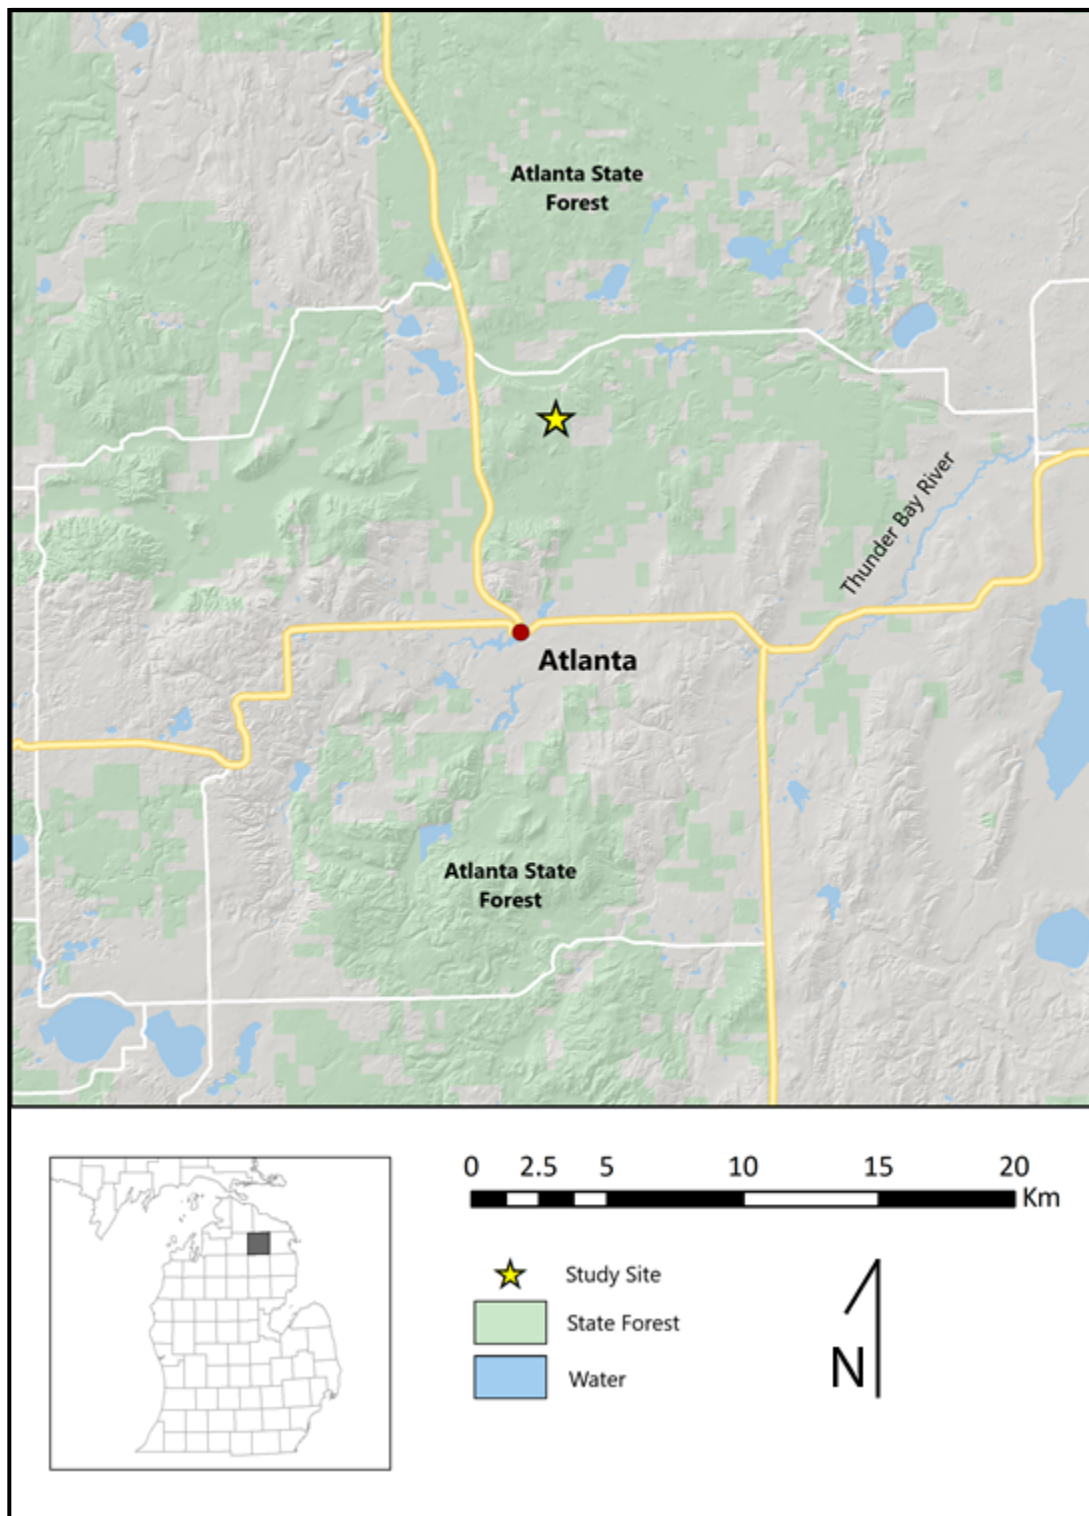 Atlanta State
Forest
Thunder Bay River
Atlanta
Atlanta State
Forest
0 2.5 5 10 15 20
Km
Study Site
State Forest
Water
N